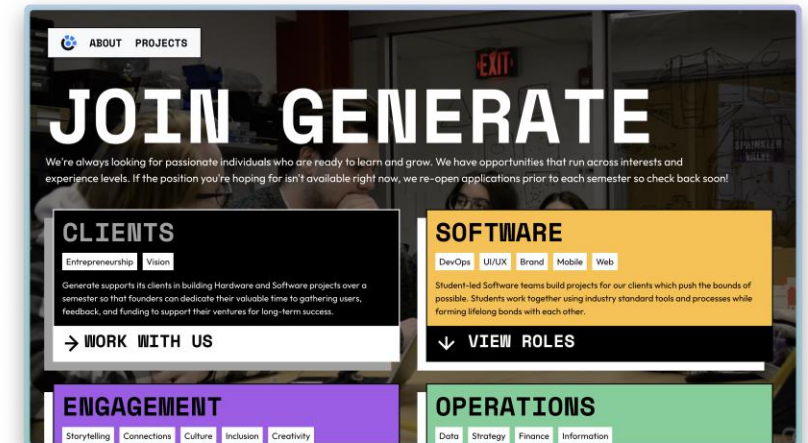 ABOUT PROJECTS
EXIT
JOIN GENERATE
SPRINKLER
VALVE
We're always looking for passionate individuals who are ready to learn and grow. We have opportunities that run across interests and
experience levels. If the position you're hoping for isn't available right now, we re-open applications prior to each semester so check back soon!
CLIENTS
Entrepreneurship Vision
Generate supports its clients in building Hardware and Software projects over a
semester so that founders can dedicate their valuable time to gathering users,
feedback, and funding to support their ventures for long-term success.
→ WORK WITH US
SOFTWARE
DevOps UI/UX Brand Mobile Web
Student-led Software teams build projects for our clients which push the bounds of
possible. Students work together using industry standard tools and processes while
forming lifelong bonds with each other.
↓ VIEW ROLES
ENGAGEMENT
Storytelling Connections Culture Inclusion Creativity
OPERATIONS
Data Strategy Finance Information